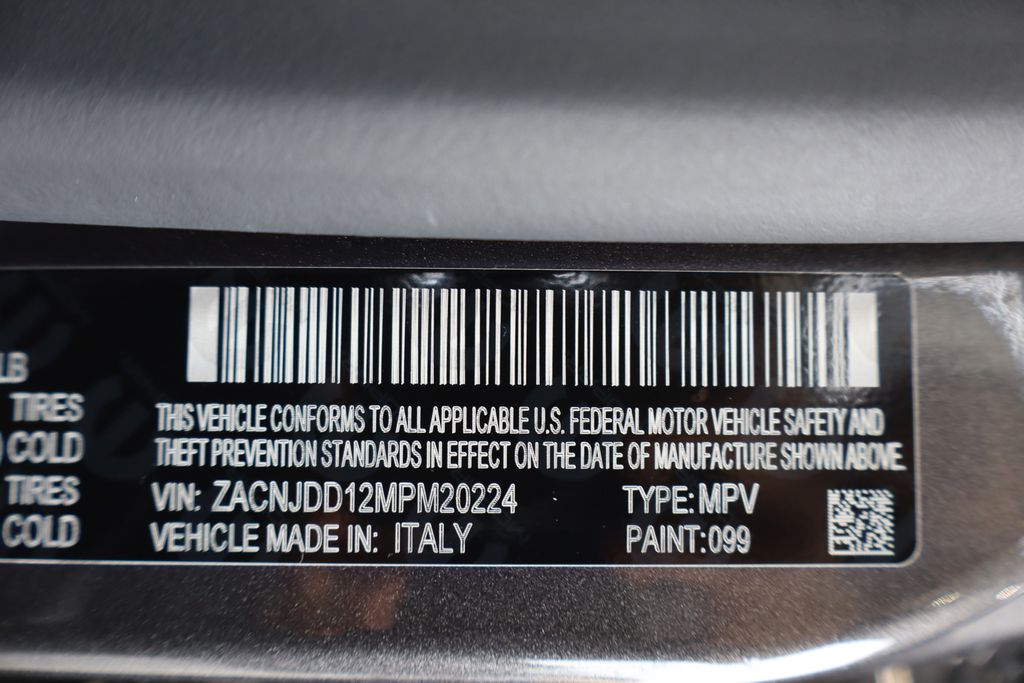 LB
TIRES
COLD
TIRES
COLD
THIS VEHICLE CONFORMS TO ALL APPLICABLE U.S. FEDERAL MOTOR VEHICLE SAFETY AND
THEFT PREVENTION STANDARDS IN EFFECT ON THE DATE OF MANUFACTURE SHOWN ABOVE.
VIN: ZACNJDD12MPM20224 TYPE: MPV
VEHICLE MADE IN: ITALY PAINT: 099